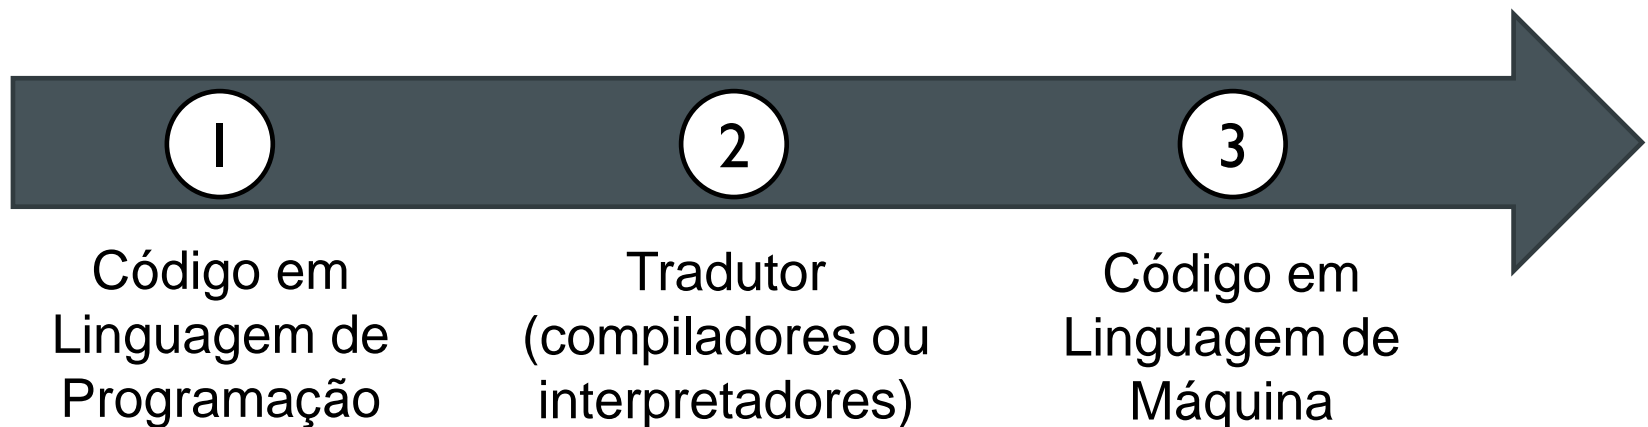 1
2
3
Código em
Linguagem de
Programação
Tradutor
(compiladores ou
interpretadores)
Código em
Linguagem de
Máquina